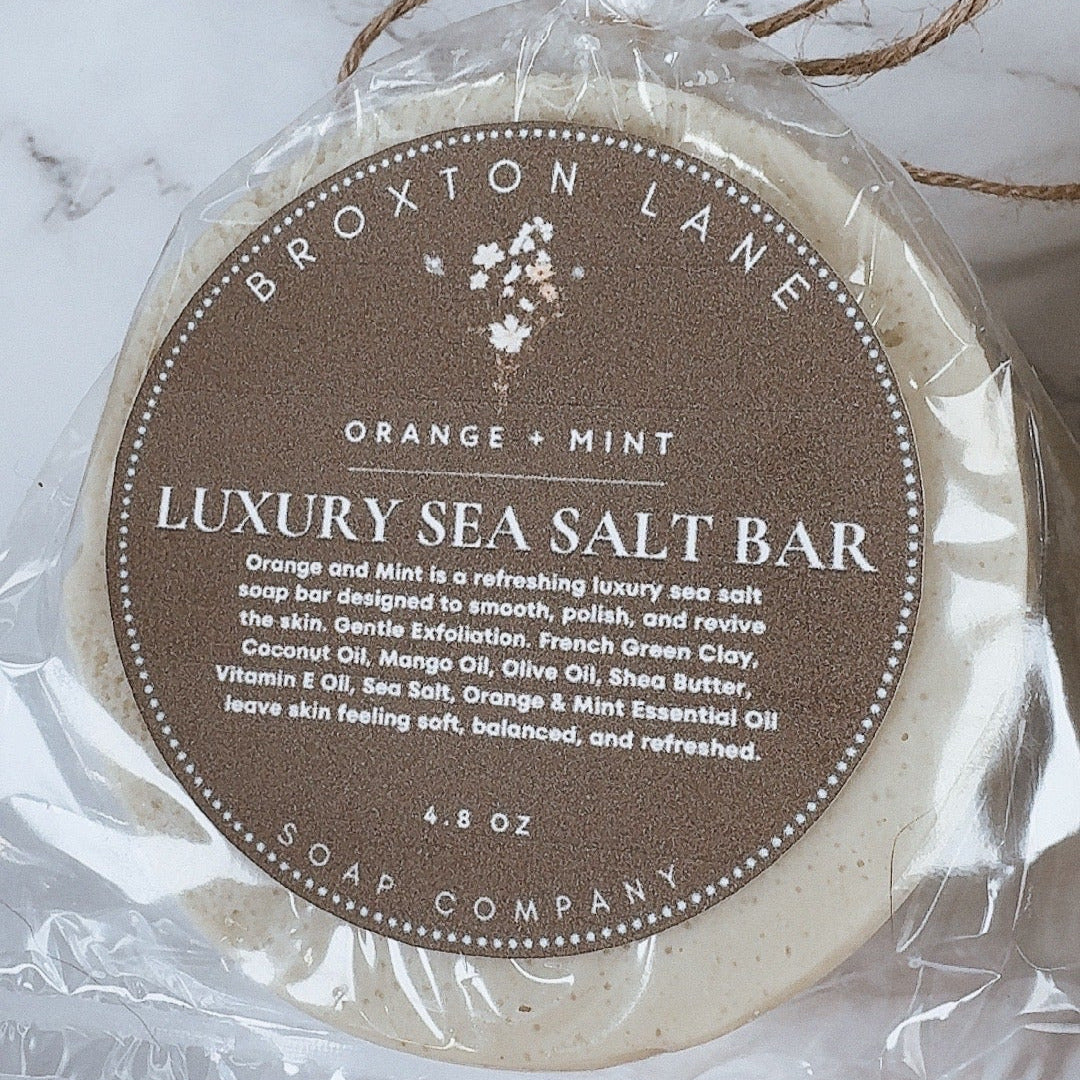 BROXTON LANE
ORANGE + MINT
LUXURY SEA SALT BAR
Orange and Mint is a refreshing luxury sea salt
soap bar designed to smooth, polish, and revive
the skin. Gentle Exfoliation. French Green Clay,
Coconut Oil, Mango Oil, Olive Oil, Shea Butter,
Vitamin E Oil, Sea Salt, Orange & Mint Essential Oil
leave skin feeling soft, balanced, and refreshed.
4.8 OZ
SOAP COMPANY